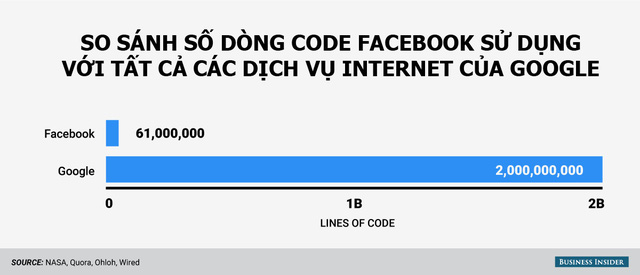 SO SÁNH SỐ DÒNG CODE FACEBOOK SỬ DỤNG
VỚI TẤT CẢ CÁC DỊCH VỤ INTERNET CỦA GOOGLE
Facebook 61,000,000
Google 2,000,000,000
0 1B 2B
LINES OF CODE
SOURCE: NASA, Quora, Ohloh, Wired BUSINESS INSIDER